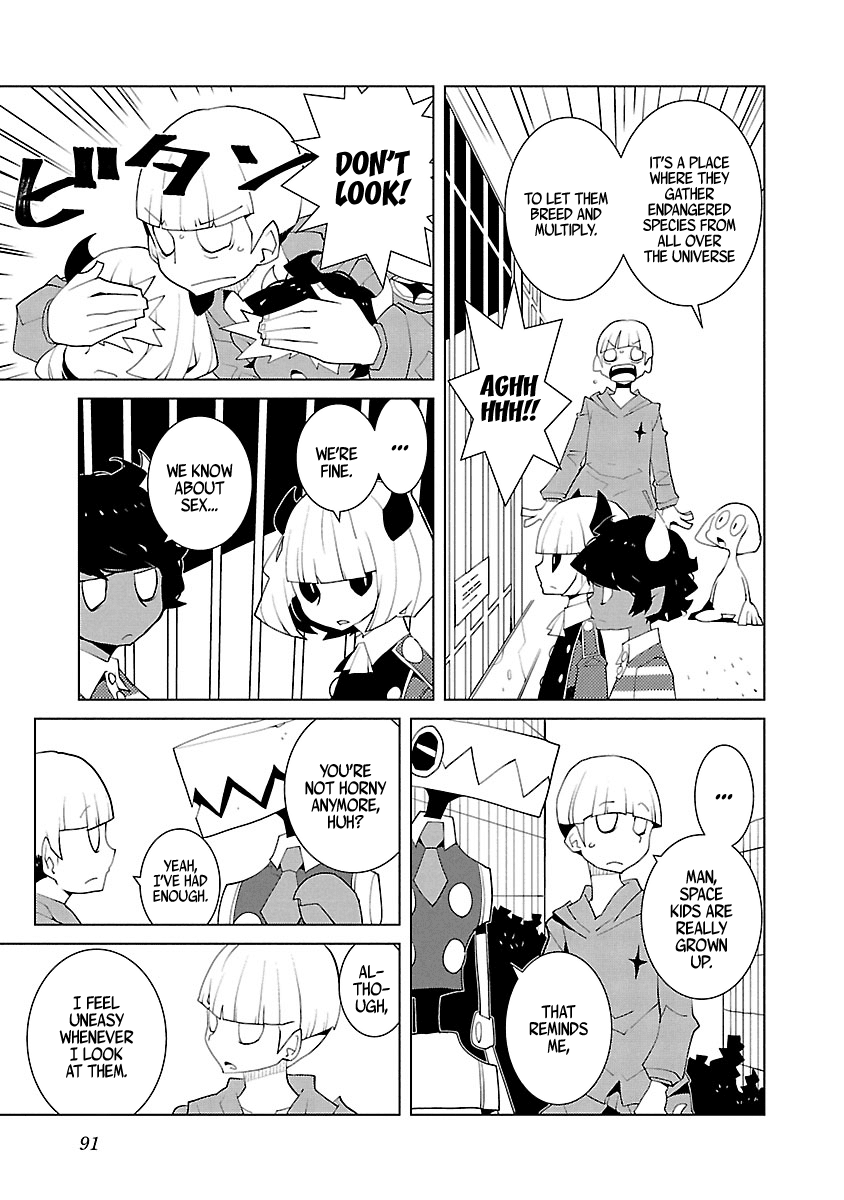 IT'S A PLACE
WHERE THEY
GATHER
ENDANGERED
SPECIES FROM
ALL OVER
THE UNIVERSE
TO LET THEM
BREED AND
MULTIPLY.
AGHH
HHH!!
DON'T
LOOK!
ビタン
...
WE'RE
FINE.
WE KNOW
ABOUT
SEX...
...
MAN,
SPACE
KIDS ARE
REALLY
GROWN
UP.
THAT
REMINDS
ME,
YOU'RE
NOT HORNY
ANYMORE,
HUH?
YEAH,
I'VE HAD
ENOUGH.
AL-
THO-
UGH,
I FEEL
UNEASY
WHENEVER
I LOOK
AT THEM.
91